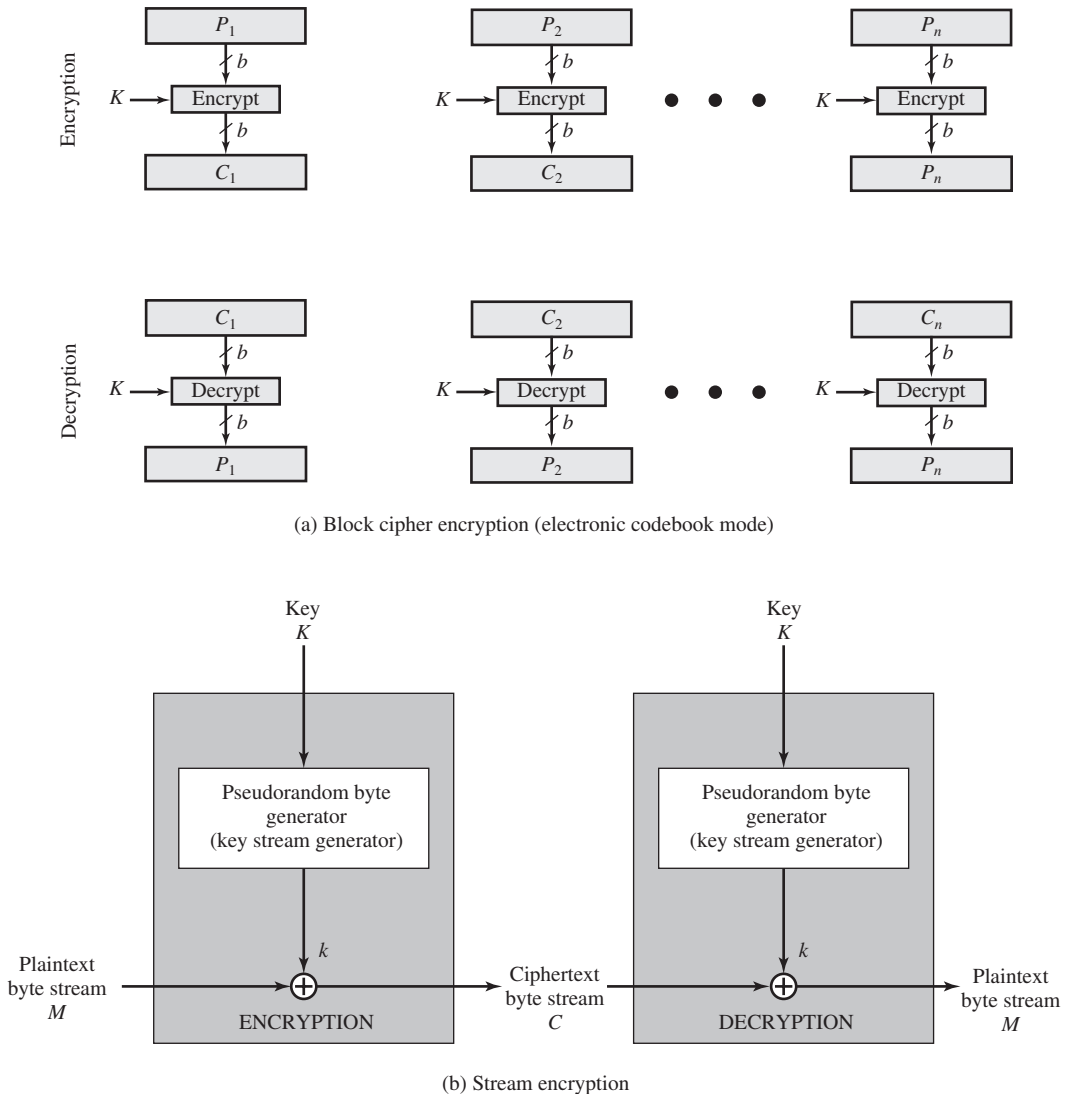 Encryption
P1
P2
Pn
b
b
b
K
Encrypt
K
Encrypt
K
Encrypt
b
b
b
C1
C2
Pn
Decryption
C1
C2
Cn
b
b
b
K
Decrypt
K
Decrypt
K
Decrypt
b
b
b
P1
P2
Pn
(a) Block cipher encryption (electronic codebook mode)
Key
K
Key
K
Pseudorandom byte
generator
(key stream generator)
Pseudorandom byte
generator
(key stream generator)
k
k
Plaintext
byte stream
M
Ciphertext
byte stream
C
Plaintext
byte stream
M
ENCRYPTION
DECRYPTION
(b) Stream encryption